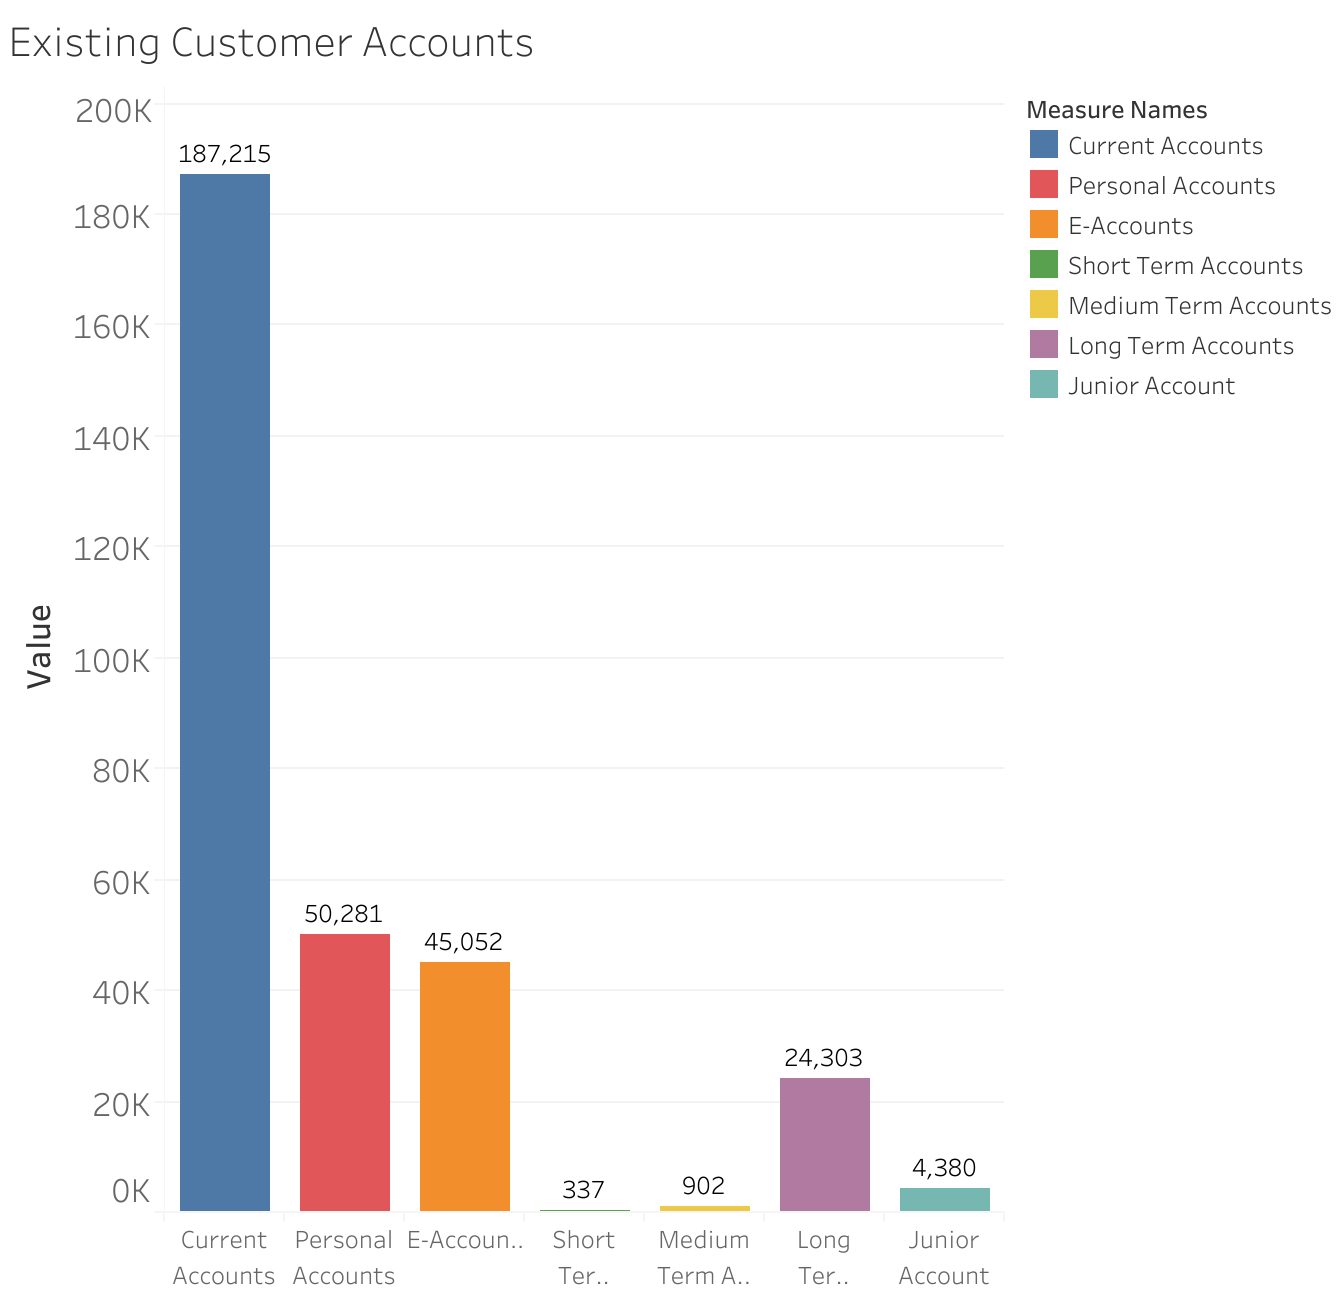 Existing Customer Accounts
200K
180K
160K
140K
120K
100K
80K
60K
40K
20K
0K
Value
187,215
50,281
45,052
337
902
24,303
4,380
Current
Accounts
Personal
Accounts
E-Accoun..
Short
Ter..
Medium
Term A..
Long
Ter..
Junior
Account
Measure Names
Current Accounts
Personal Accounts
E-Accounts
Short Term Accounts
Medium Term Accounts
Long Term Accounts
Junior Account